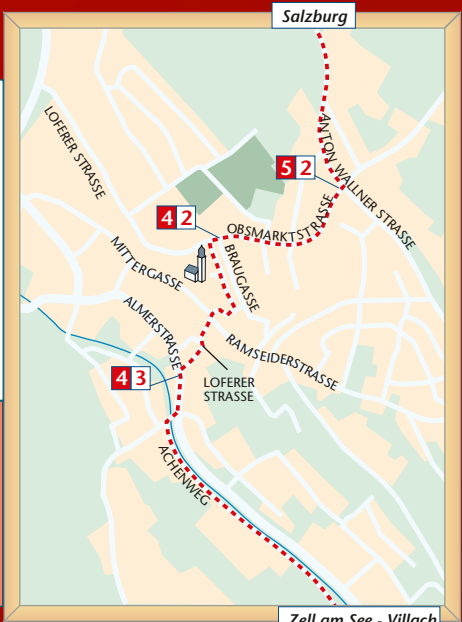 Salzburg
LOFERER STRASSE
ANTON WALLNER STRASSE
5 2
4 2
OBSMARKTSTRASSE
MITTERGASSE
BRAUGASSE
ALMERSTRASSE
RAMSEIDERSTRASSE
4 3
LOFERER
STRASSE
ACHENWEG
Zell am See - Villach